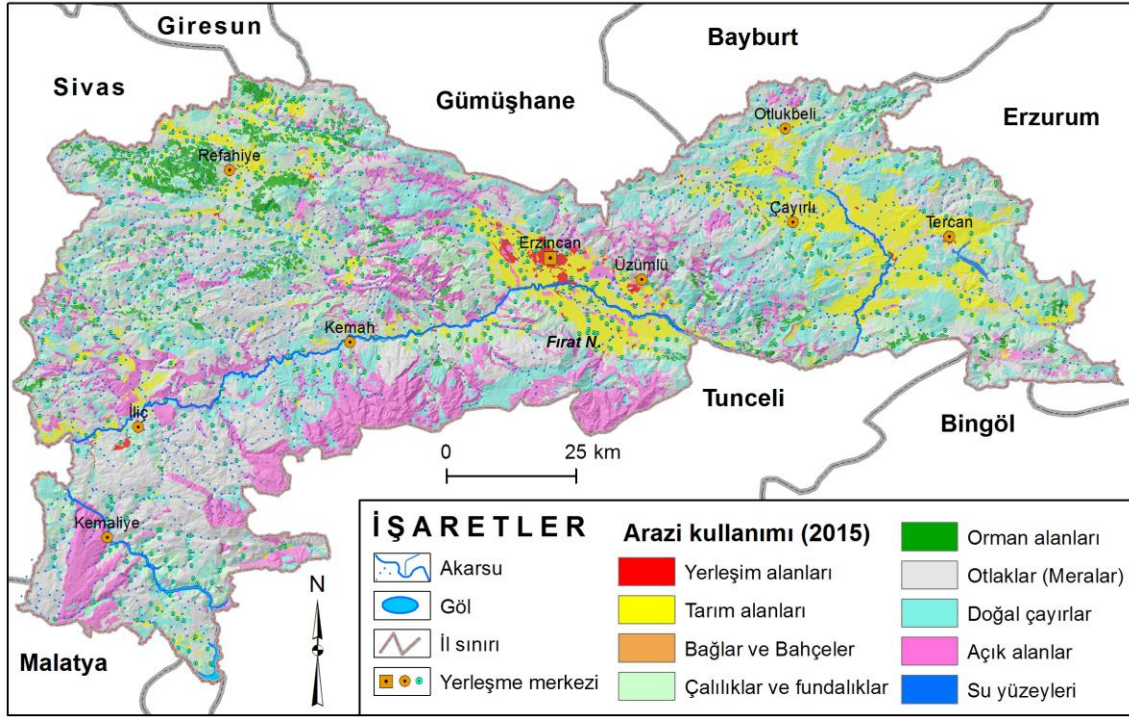 Giresun
Bayburt
Sivas
Gümüşhane
Erzurum
Otlukbeli
Refahiye
Çayırlı
Tercan
Erzincan
Üzümlü
Kemah
Fırat N.
Tunceli
İliç
Bingöl
0 25 km
Kemaliye
N
Malatya
İŞARETLER
Akarsu
Göl
İl sınırı
Yerleşme merkezi
Arazi kullanımı (2015)
Yerleşim alanları
Tarım alanları
Bağlar ve Bahçeler
Çalılıklar ve fundalıklar
Orman alanları
Otlaklar (Meralar)
Doğal çayırlar
Açık alanlar
Su yüzeyleri